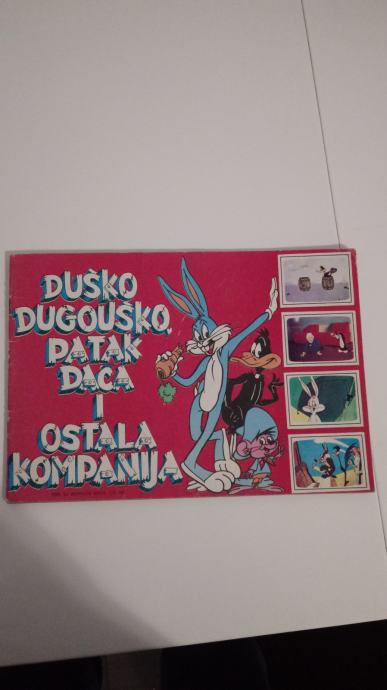 DUŠKO
DUGOUŠKO,
PATAK
DAČA
I
OSTALA
KOMPANIJA